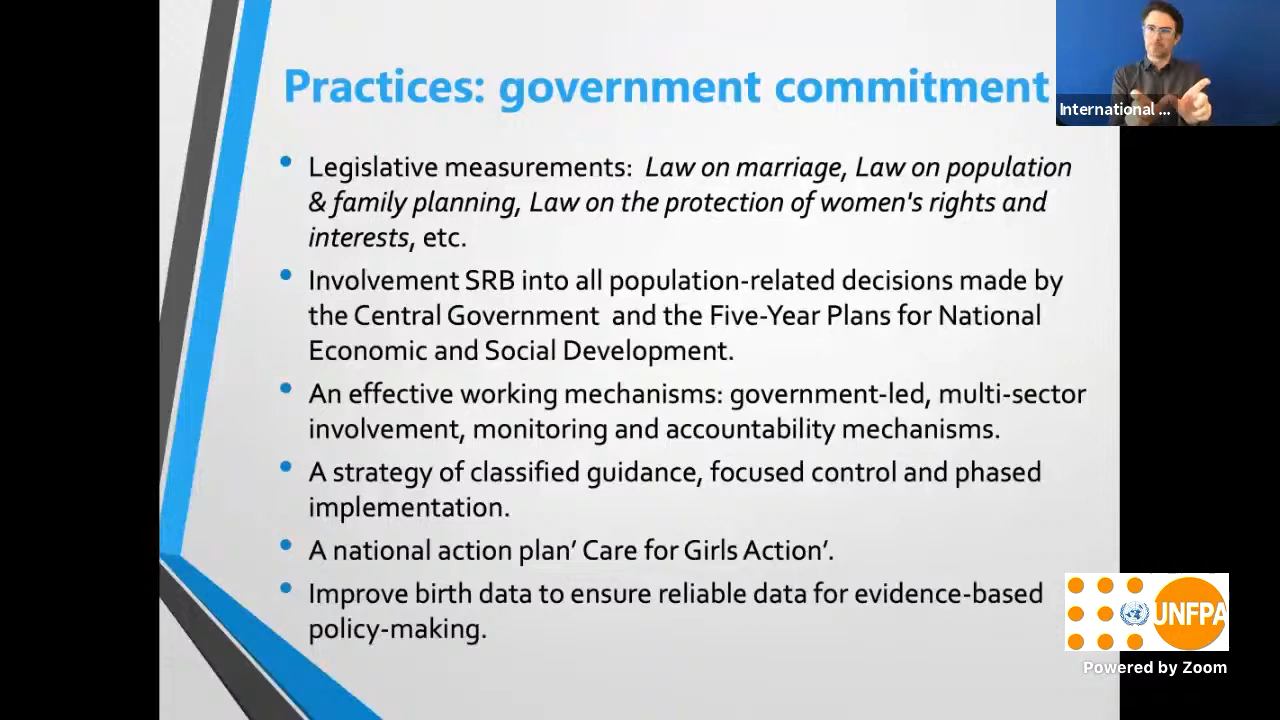 Practices: government commitment
International ...
Legislative measurements: Law on marriage, Law on population
& family planning, Law on the protection of women's rights and
interests, etc.
Involvement SRB into all population-related decisions made by
the Central Government and the Five-Year Plans for National
Economic and Social Development.
An effective working mechanisms: government-led, multi-sector
involvement, monitoring and accountability mechanisms.
A strategy of classified guidance, focused control and phased
implementation.
A national action plan’ Care for Girls Action’.
Improve birth data to ensure reliable data for evidence-based
policy-making.
UNFPA
Powered by Zoom